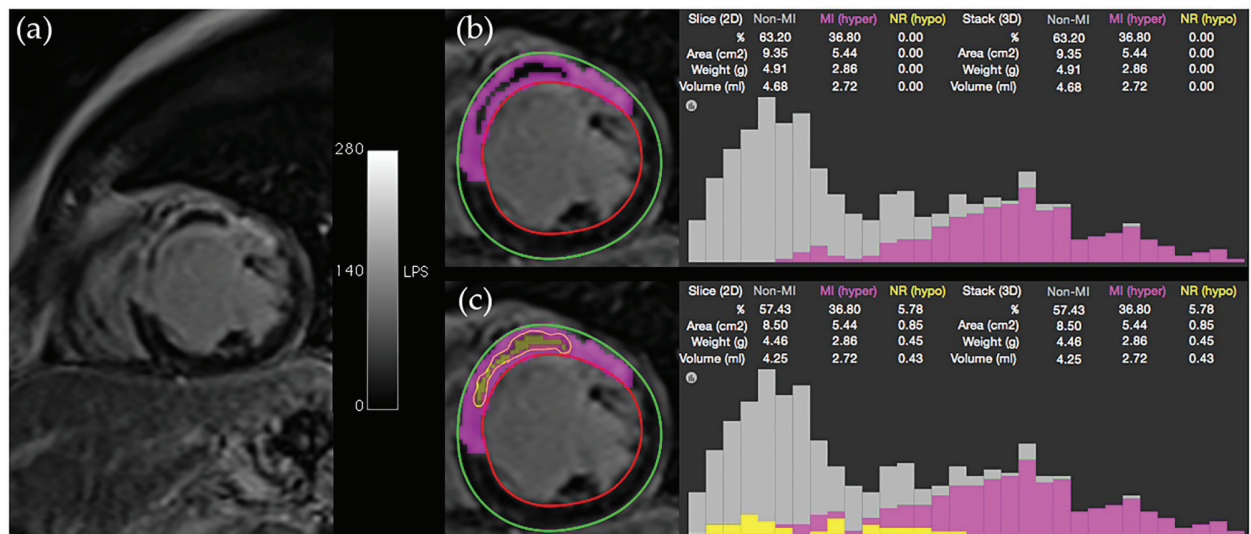 (a)
280
140 LPS
0
(b)
Slice (2D) Non-MI MI (hyper) NR (hypo) Stack (3D) Non-MI MI (hyper) NR (hypo)
% 63.20 36.80 0.00 % 63.20 36.80 0.00
Area (cm2) 9.35 5.44 0.00 Area (cm2) 9.35 5.44 0.00
Weight (g) 4.91 2.86 0.00 Weight (g) 4.91 2.86 0.00
Volume (ml) 4.68 2.72 0.00 Volume (ml) 4.68 2.72 0.00
(c)
Slice (2D) Non-MI MI (hyper) NR (hypo) Stack (3D) Non-MI MI (hyper) NR (hypo)
% 57.43 36.80 5.78 % 57.43 36.80 5.78
Area (cm2) 8.50 5.44 0.85 Area (cm2) 8.50 5.44 0.85
Weight (g) 4.46 2.86 0.45 Weight (g) 4.46 2.86 0.45
Volume (ml) 4.25 2.72 0.43 Volume (ml) 4.25 2.72 0.43